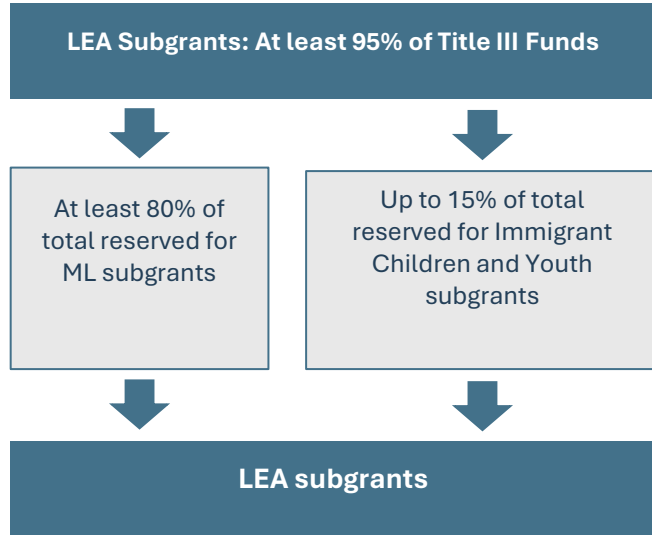 LEA Subgrants: At least 95% of Title III Funds
At least 80% of
total reserved for
ML subgrants
Up to 15% of total
reserved for Immigrant
Children and Youth
subgrants
LEA subgrants